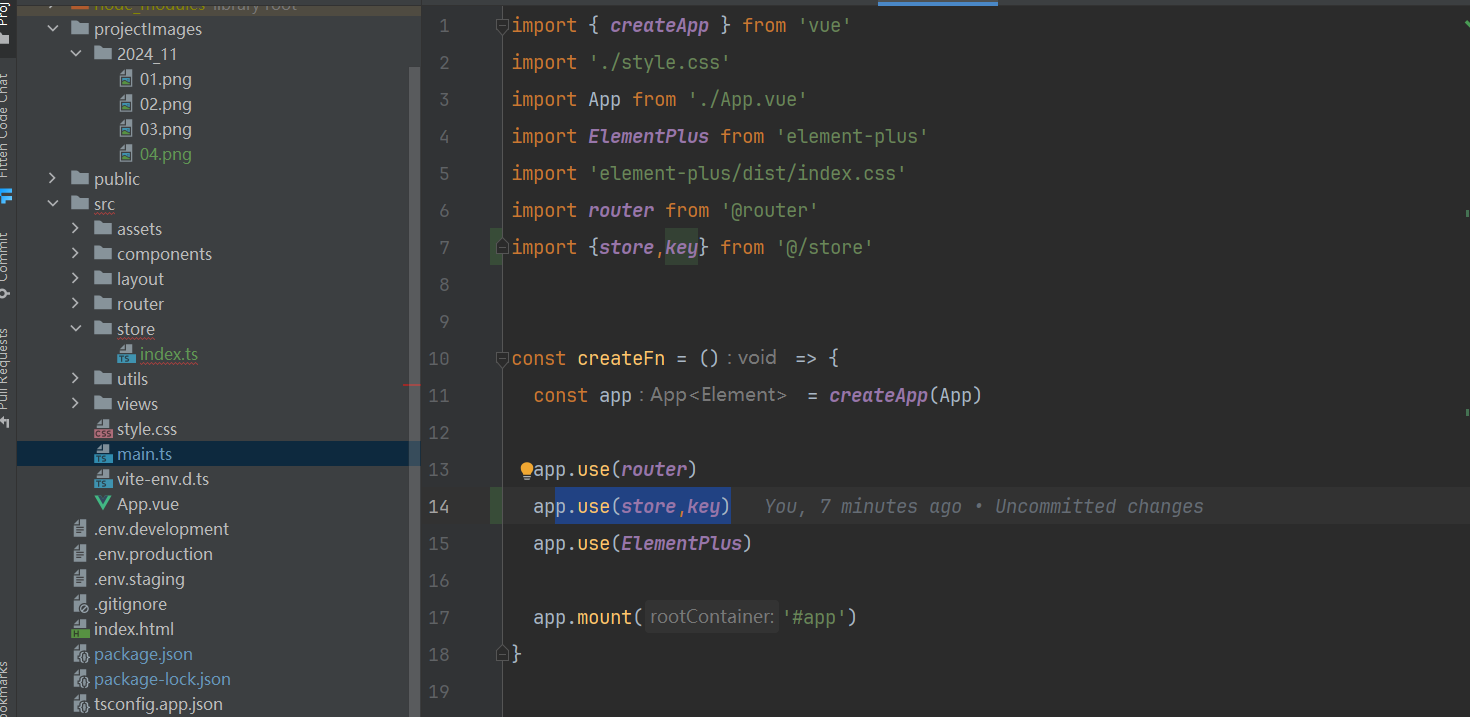 node_modules library root
projectImages
2024_11
01.png
02.png
03.png
04.png
public
src
assets
components
layout
router
store
index.ts
utils
views
style.css
main.ts
vite-env.d.ts
App.vue
.env.development
.env.production
.env.staging
.gitignore
index.html
package.json
package-lock.json
tsconfig.app.json
Proj
Fitten Code Chat
Commit
Pull Requests
1 import { createApp } from 'vue'
2 import './style.css'
3 import App from './App.vue'
4 import ElementPlus from 'element-plus'
5 import 'element-plus/dist/index.css'
6 import router from '@router'
7 import {store,key} from '@/store'
8
9
10 const createFn = () : void => {
11 const app : App<Element> = createApp(App)
12
13 app.use(router)
14 app.use(store,key) You, 7 minutes ago • Uncommitted changes
15 app.use(ElementPlus)
16
17 app.mount( rootContainer: '#app')
18 }
19